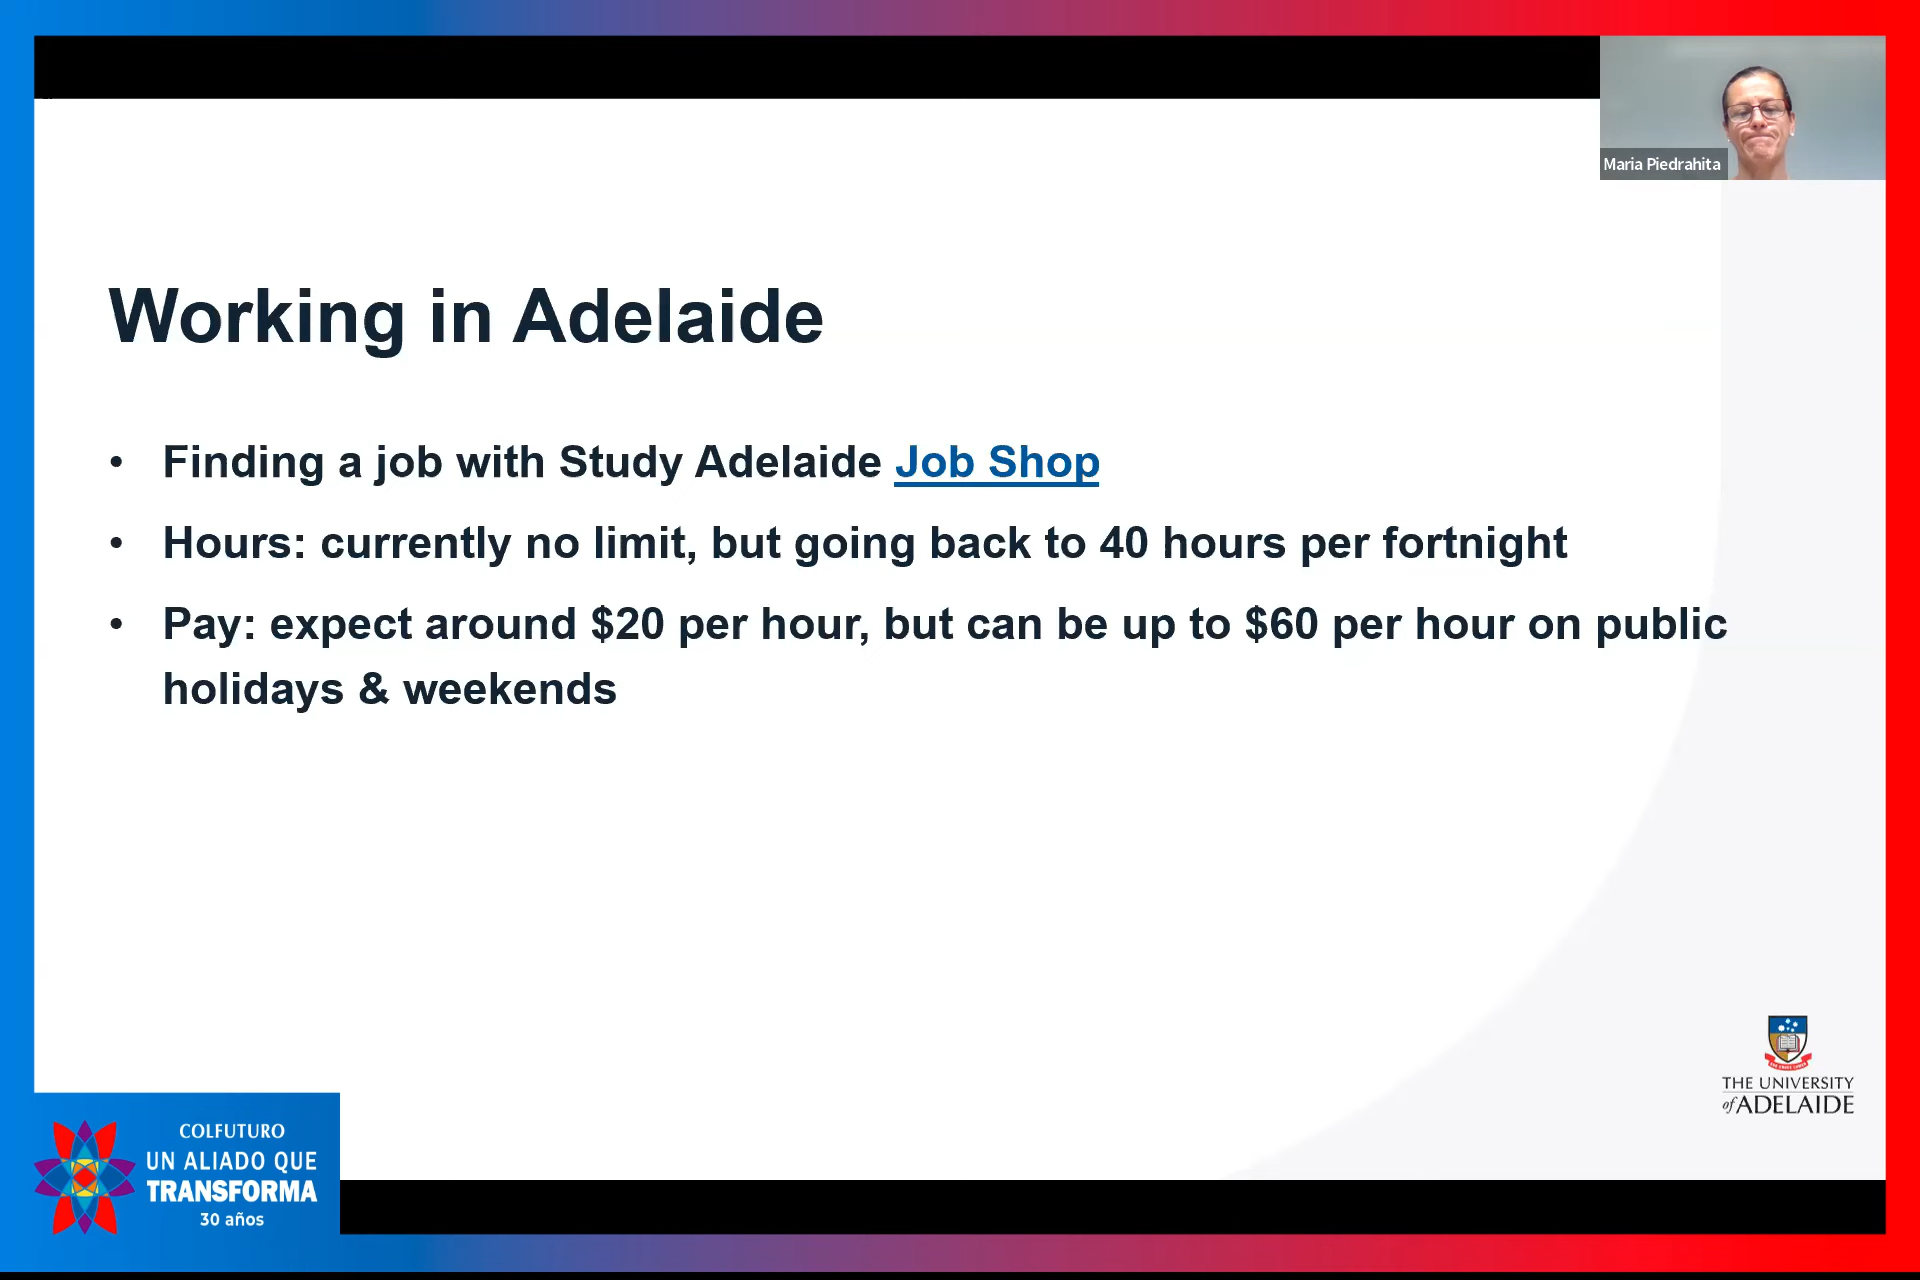 Maria Piedrahita
Working in Adelaide
• Finding a job with Study Adelaide Job Shop
• Hours: currently no limit, but going back to 40 hours per fortnight
• Pay: expect around $20 per hour, but can be up to $60 per hour on public
holidays & weekends
THE UNIVERSITY
of ADELAIDE
COLFUTURO
UN ALIADO QUE
TRANSFORMA
30 años